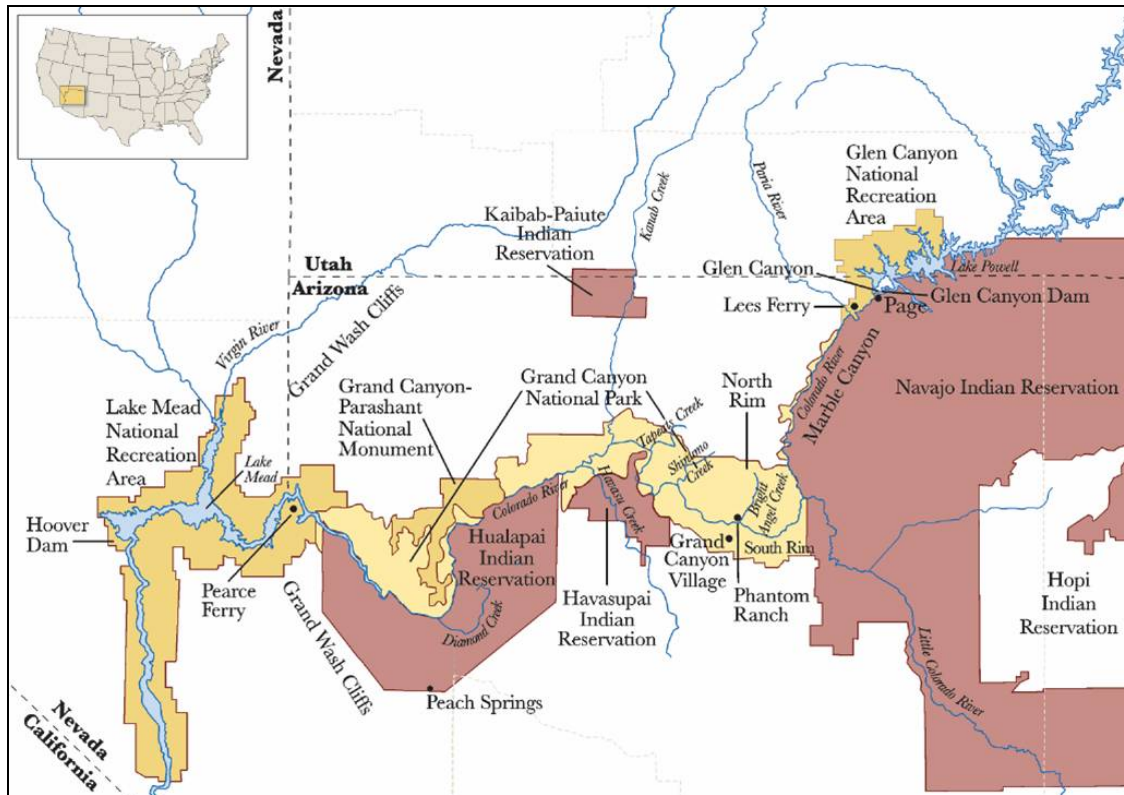 Nevada
Glen Canyon
National
Recreation
Area
Paria River
Kanab Creek
Kaibab-Paiute
Indian
Reservation
Utah
Arizona
Glen Canyon
Lake Powell
Glen Canyon Dam
Lees Ferry
Page
Virgin River
Grand Wash Cliffs
Colorado River
Marble Canyon
Navajo Indian Reservation
Grand Canyon-
Parashant
National
Monument
Grand Canyon
National Park
North
Rim
Lake Mead
National
Recreation
Area
Lake
Mead
Tapeats Creek
Shinumo
Creek
Havasu Creek
Bright
Angel Creek
Colorado River
Hoover
Dam
Hualapai
Indian
Reservation
Grand
Canyon
Village
South Rim
Pearce
Ferry
Grand Wash Cliffs
Diamond Creek
Havasupai
Indian
Reservation
Phantom
Ranch
Hopi
Indian
Reservation
Little Colorado River
Peach Springs
Nevada
California